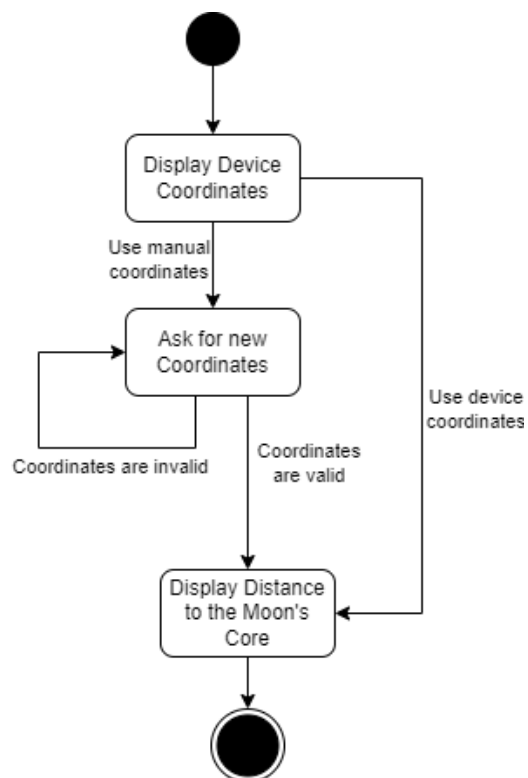 Display Device
Coordinates
Use manual
coordinates
Ask for new
Coordinates
Use device
coordinates
Coordinates are invalid
Coordinates
are valid
Display Distance
to the Moon's
Core